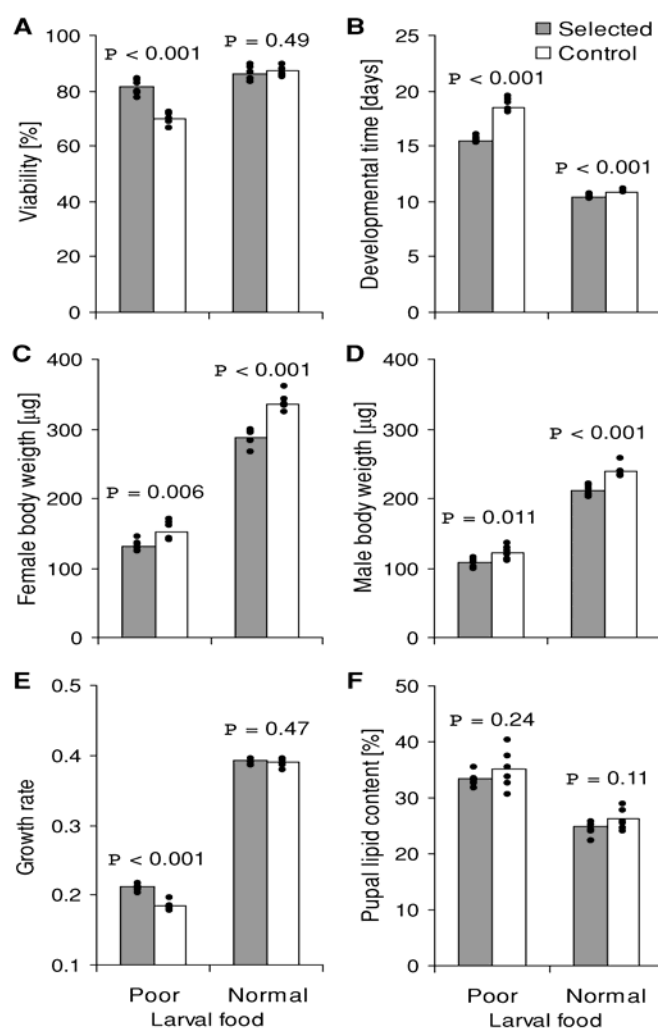 A
P < 0.001
P = 0.49
100
80
60
40
20
0
Viability [%]
B
Selected
Control
P < 0.001
P < 0.001
25
20
15
10
5
0
Developmental time [days]
C
P < 0.001
P = 0.006
400
300
200
100
0
Female body weigth [µg]
D
P < 0.001
P = 0.011
400
300
200
100
0
Male body weigth [µg]
E
P = 0.47
P < 0.001
0.5
0.4
0.3
0.2
0.1
Growth rate
Poor Normal
Larval food
F
P = 0.24
P = 0.11
50
40
30
20
10
0
Pupal lipid content [%]
Poor Normal
Larval food